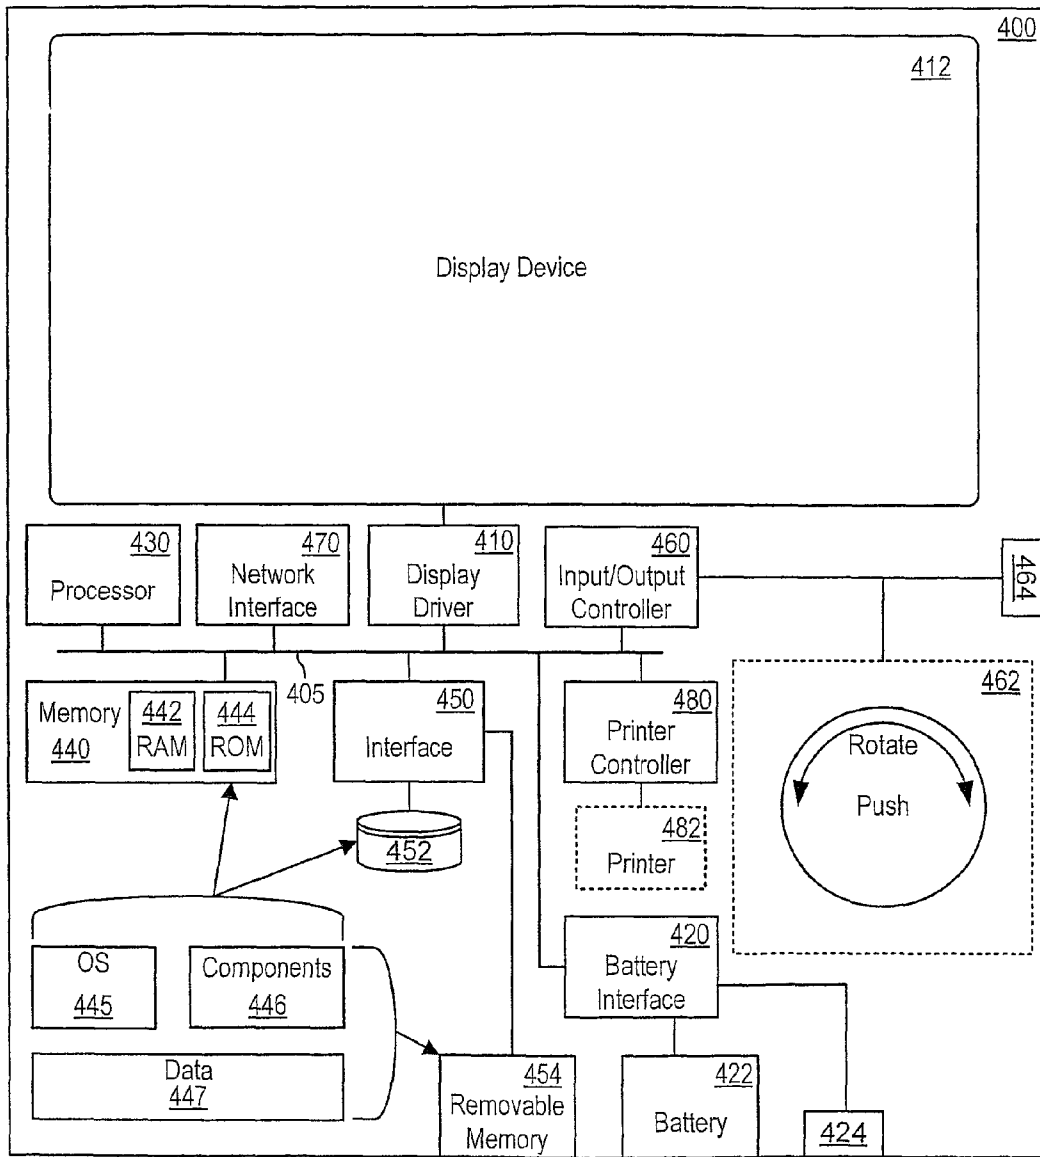 400
412
Display Device
430
Processor
470
Network
Interface
410
Display
Driver
460
Input/Output
Controller
464
405
Memory
440
442
RAM
444
ROM
450
Interface
480
Printer
Controller
462
Rotate
Push
452
482
Printer
OS
445
Components
446
420
Battery
Interface
Data
447
454
Removable
Memory
422
Battery
424